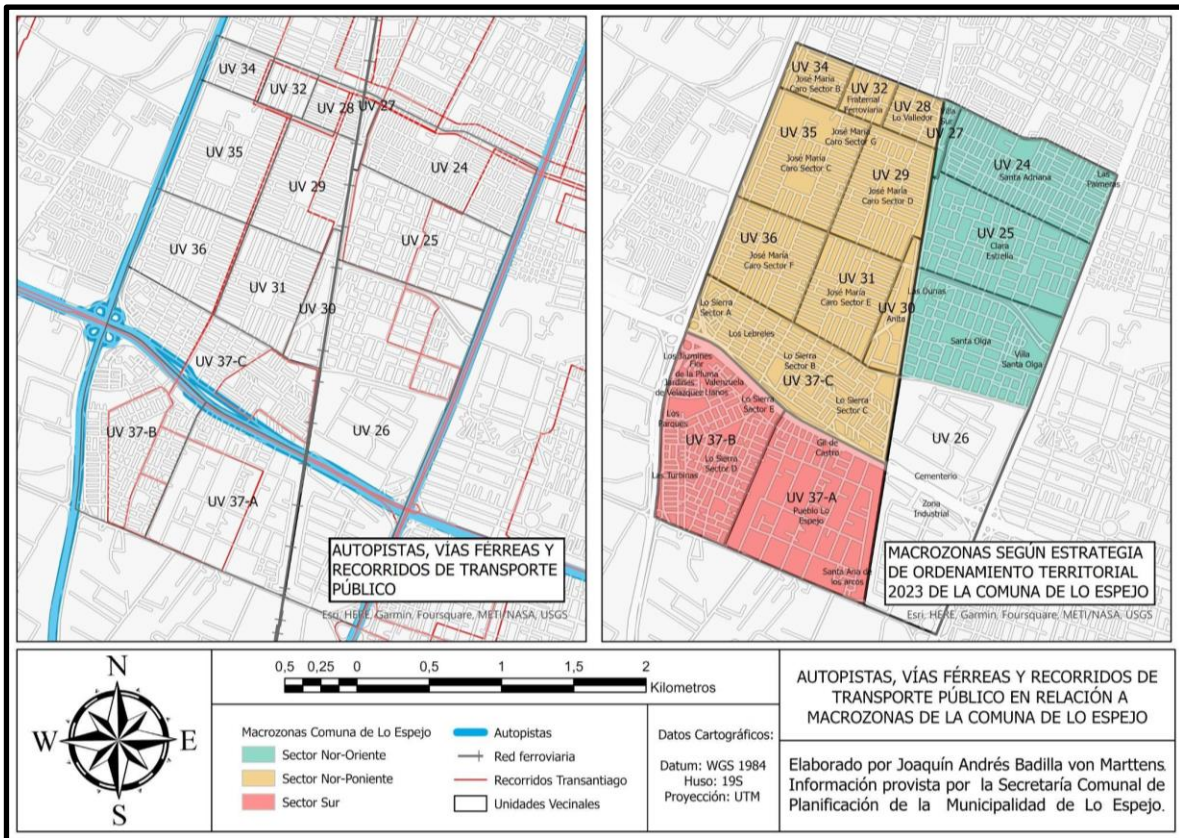 UV 34
UV 32
UV 28
UV 27
UV 35
UV 29
UV 24
UV 25
UV 36
UV 31
UV 30
UV 37-C
UV 26
UV 37-B
UV 37-A
AUTOPISTAS, VÍAS FÉRREAS Y
RECORRIDOS DE TRANSPORTE
PÚBLICO
Esri, HERE, Garmin, Foursquare, METI/NASA, USGS
UV 34
José María
Caro Sector B
UV 32
Fraternal
Ferroviaria
UV 28
Lo Valledor
UV 27
UV 35
José María
Caro Sector G
José María
Caro Sector C
UV 29
José María
Caro Sector D
UV 24
Santa Adriana
Las
Palmeras
UV 25
Clara
Estrella
UV 36
José María
Caro Sector F
UV 31
José María
Caro Sector E
UV 30
Anita
Las Dunas
Santa Olga
Villa
Santa Olga
Lo Sierra
Sector A
Los Lebreles
Lo Sierra
Sector B
UV 37-C
Lo Sierra
Sector C
Los Jazmines
Flor
de la Pluma
Jardines
de Velazquez
Valenzuela
Llanos
Lo Sierra
Sector E
Los
Parques
UV 37-B
Lo Sierra
Sector D
Las Turbinas
Gil de
Castro
UV 37-A
Pueblo Lo
Espejo
Santa Ana de
los arcos
UV 26
Cementerio
Zona
Industrial
MACROZONAS SEGÚN ESTRATEGIA
DE ORDENAMIENTO TERRITORIAL
2023 DE LA COMUNA DE LO ESPEJO
Esri, HERE, Garmin, Foursquare, METI/NASA, USGS
N
W
E
S
0,5 0,25 0 0,5 1 1,5 2
Kilometros
Macrozonas Comuna de Lo Espejo
Sector Nor-Oriente
Sector Nor-Poniente
Sector Sur
Autopistas
Red ferroviaria
Recorridos Transantiago
Unidades Vecinales
Datos Cartográficos:
Datum: WGS 1984
Huso: 19S
Proyección: UTM
AUTOPISTAS, VÍAS FÉRREAS Y RECORRIDOS DE
TRANSPORTE PÚBLICO EN RELACIÓN A
MACROZONAS DE LA COMUNA DE LO ESPEJO
Elaborado por Joaquín Andrés Badilla von Marttens.
Información provista por la Secretaría Comunal de
Planificación de la Municipalidad de Lo Espejo.